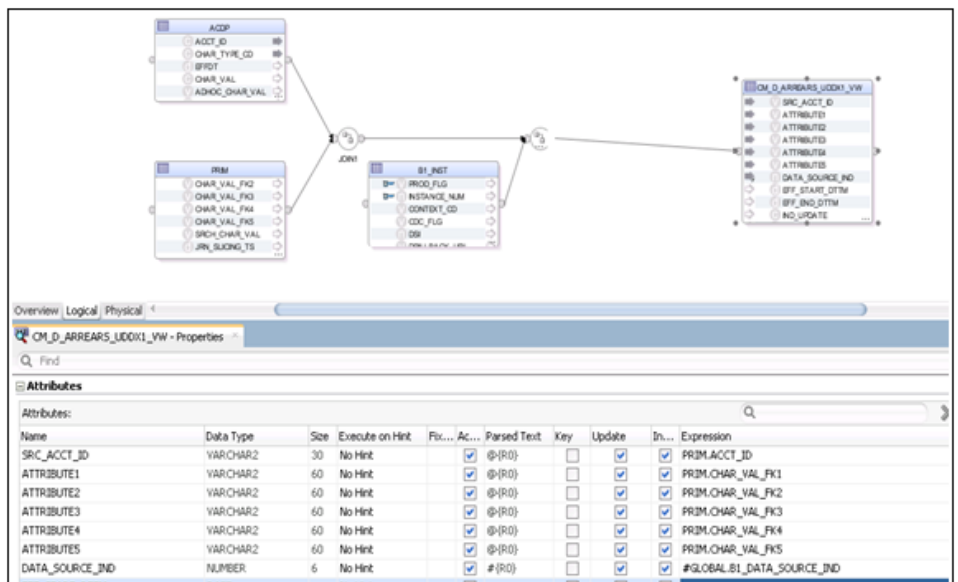 ACDP
ACCT_ID
CHAR_TYPE_CD
EFFDT
CHAR_VAL
ADHOC_CHAR_VAL
PRIM
CHAR_VAL_FK2
CHAR_VAL_FK3
CHAR_VAL_FK4
CHAR_VAL_FK5
SRCH_CHAR_VAL
JRN_SLICING_TS
JOIN1
B1_INST
PROD_FLG
INSTANCE_NUM
CONTEXT_CD
CDC_FLG
DSI
CM_D_ARREARS_UDDX1_VW
SRC_ACCT_ID
ATTRIBUTE1
ATTRIBUTE2
ATTRIBUTE3
ATTRIBUTE4
ATTRIBUTE5
DATA_SOURCE_IND
EFF_START_DTTM
EFF_END_DTTM
IND_UPDATE
Overview Logical Physical
CM_D_ARREARS_UDDX1_VW - Properties
Find
Attributes
Attributes:
Name Data Type Size Execute on Hint Fix... Ac... Parsed Text Key Update In... Expression
SRC_ACCT_ID VARCHAR2 30 No Hint @{R0} PRIM.ACCT_ID
ATTRIBUTE1 VARCHAR2 60 No Hint @{R0} PRIM.CHAR_VAL_FK1
ATTRIBUTE2 VARCHAR2 60 No Hint @{R0} PRIM.CHAR_VAL_FK2
ATTRIBUTE3 VARCHAR2 60 No Hint @{R0} PRIM.CHAR_VAL_FK3
ATTRIBUTE4 VARCHAR2 60 No Hint @{R0} PRIM.CHAR_VAL_FK4
ATTRIBUTE5 VARCHAR2 60 No Hint @{R0} PRIM.CHAR_VAL_FK5
DATA_SOURCE_IND NUMBER 6 No Hint #{R0} #GLOBAL.B1_DATA_SOURCE_IND